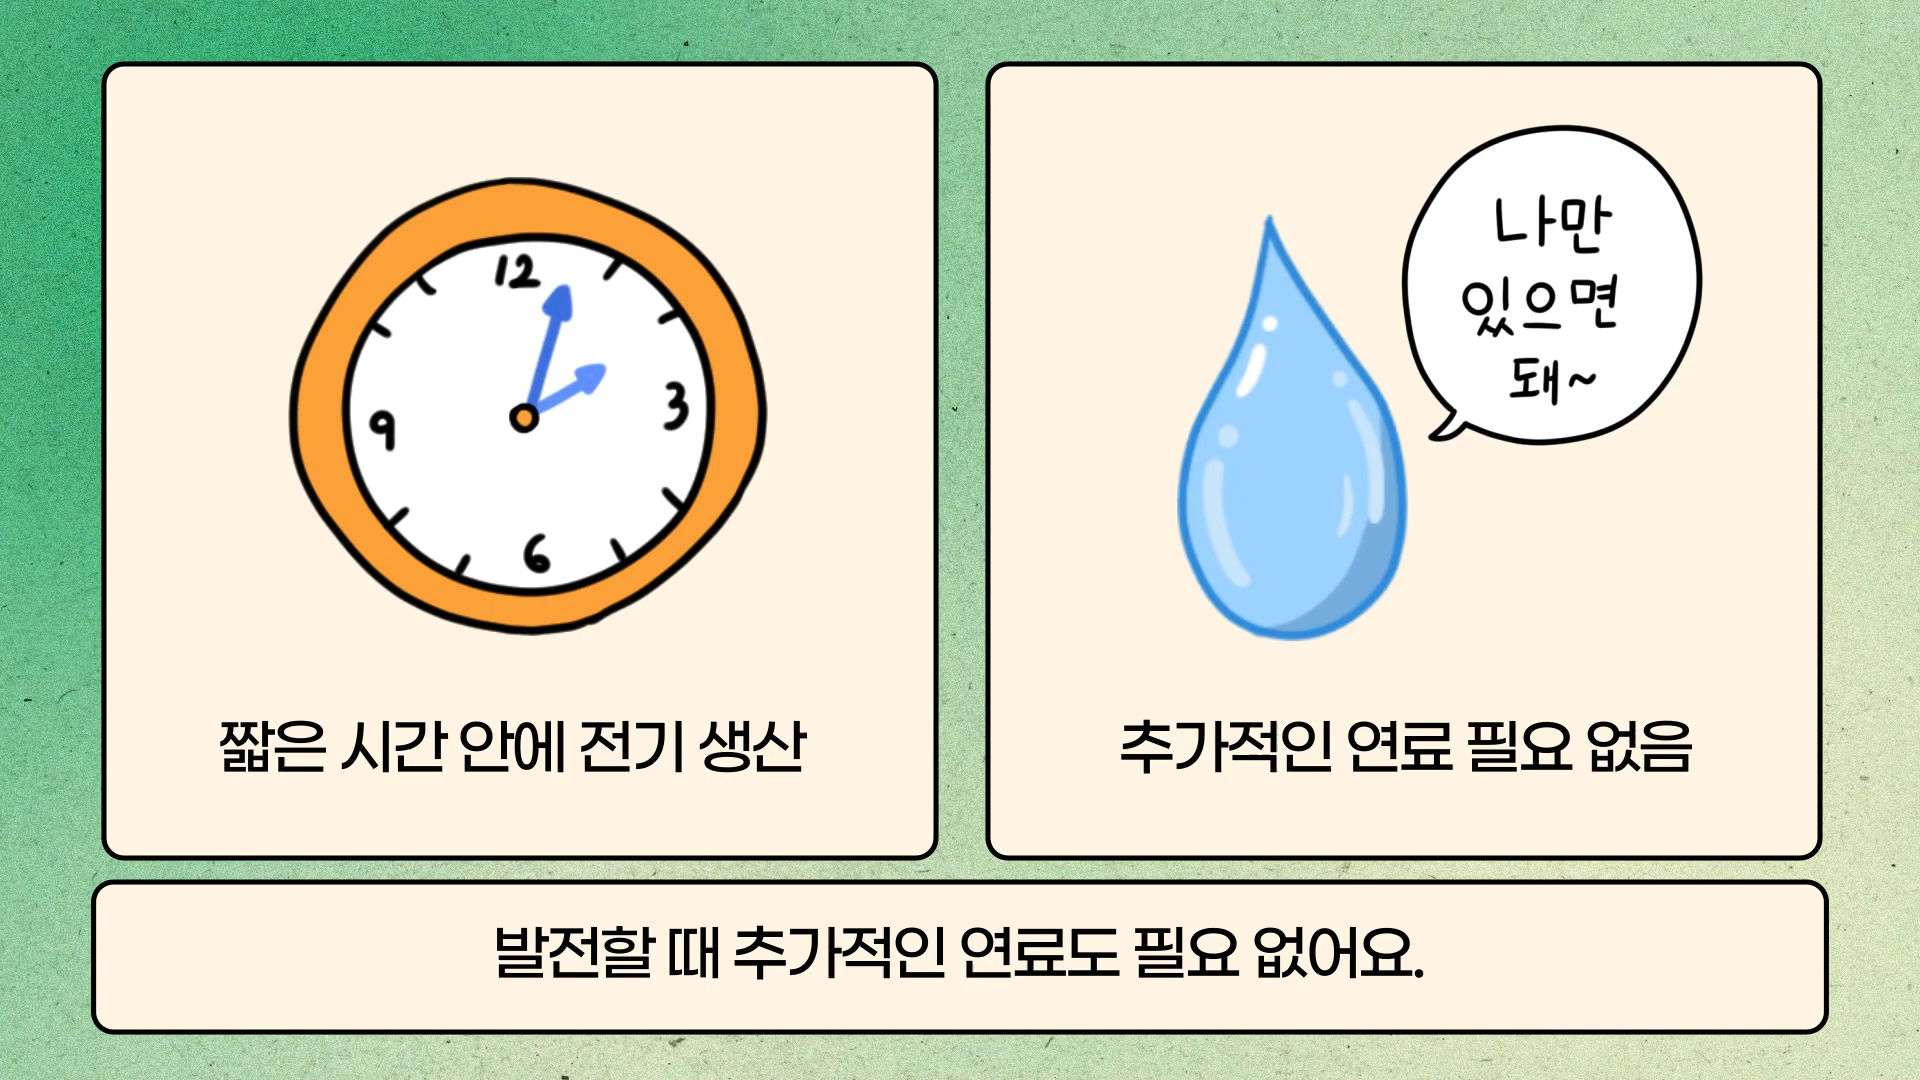 12
3
6
9
짧은 시간 안에 전기 생산
나만
있으면
돼~
추가적인 연료 필요 없음
발전할 때 추가적인 연료도 필요 없어요.